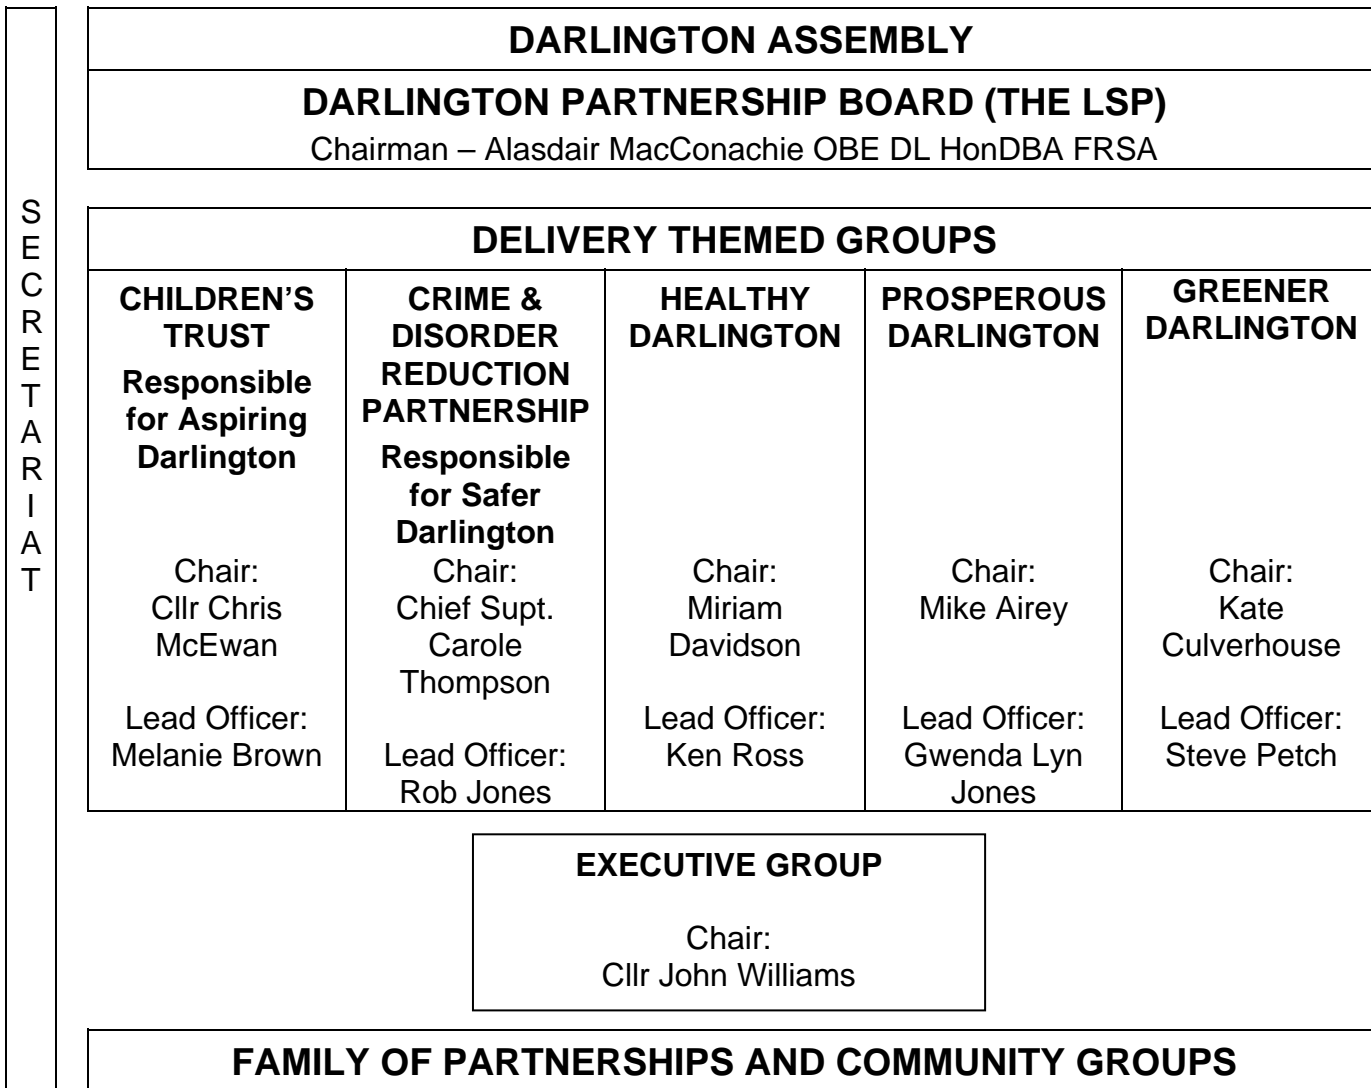 SECRETARIAT
DARLINGTON ASSEMBLY
DARLINGTON PARTNERSHIP BOARD (THE LSP)
Chairman – Alasdair MacConachie OBE DL HonDBA FRSA
DELIVERY THEMED GROUPS
CHILDREN’S
TRUST
Responsible
for Aspiring
Darlington
Chair:
Cllr Chris
McEwan
Lead Officer:
Melanie Brown
CRIME &
DISORDER
REDUCTION
PARTNERSHIP
Responsible
for Safer
Darlington
Chair:
Chief Supt.
Carole
Thompson
Lead Officer:
Rob Jones
HEALTHY
DARLINGTON
Chair:
Miriam
Davidson
Lead Officer:
Ken Ross
PROSPEROUS
DARLINGTON
Chair:
Mike Airey
Lead Officer:
Gwenda Lyn
Jones
GREENER
DARLINGTON
Chair:
Kate
Culverhouse
Lead Officer:
Steve Petch
EXECUTIVE GROUP
Chair:
Cllr John Williams
FAMILY OF PARTNERSHIPS AND COMMUNITY GROUPS